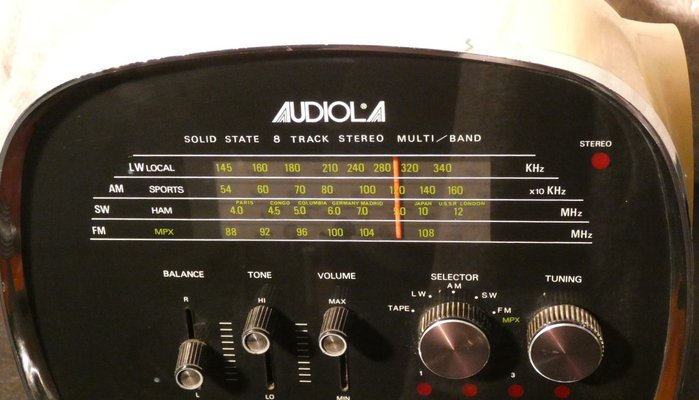 AUDIOLA
SOLID STATE 8 TRACK STEREO MULTI/BAND
STEREO
LW LOCAL 145 160 180 210 240 280 320 340 KHz
AM SPORTS 54 60 70 80 100 120 140 160 x10 KHz
PARIS CONGO COLUMBIA GERMANY MADRID JAPAN U.S.S.R LONDON
SW HAM 4.0 4.5 5.0 6.0 7.0 9.0 10 12 MHz
FM MPX 88 92 96 100 104 108 MHz
BALANCE TONE VOLUME SELECTOR TUNING
R HI MAX
AM
LW SW
TAPE FM
MPX
1 3
L LO MIN